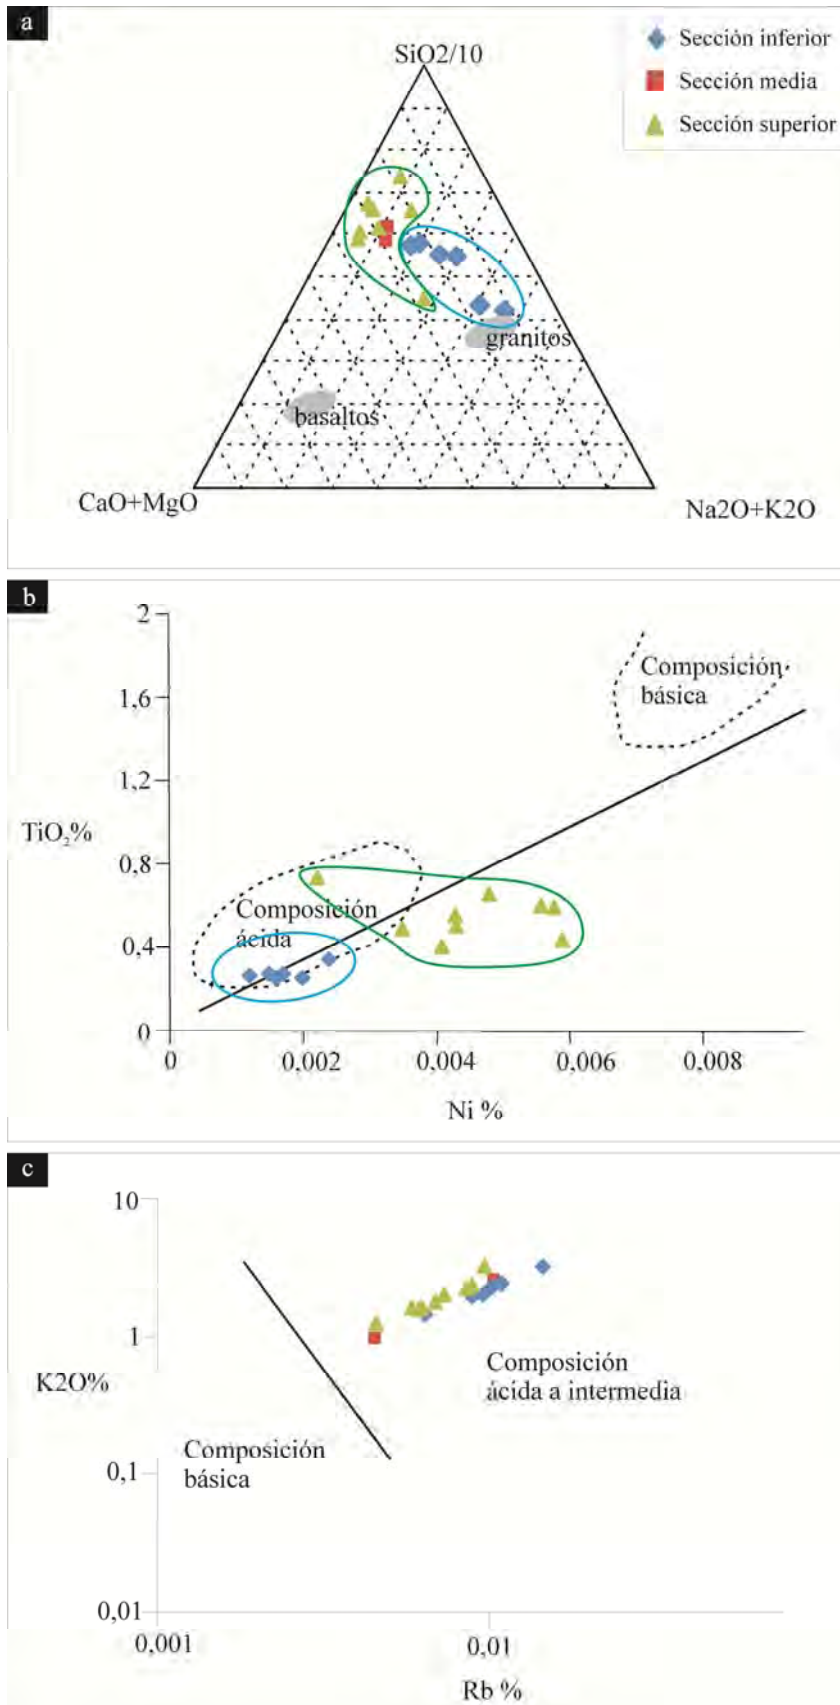 a
SiO2/10
Sección inferior
Sección media
Sección superior
granitos
basaltos
CaO+MgO
Na2O+K2O
b
2
1,6
1,2
0,8
0,4
0
TiO₂%
Composición
básica
Composición
ácida
0
0,002
0,004
0,006
0,008
Ni %
c
10
1
0,1
0,01
K2O%
Composición
ácida a intermedia
Composición
básica
0,001
0,01
Rb %